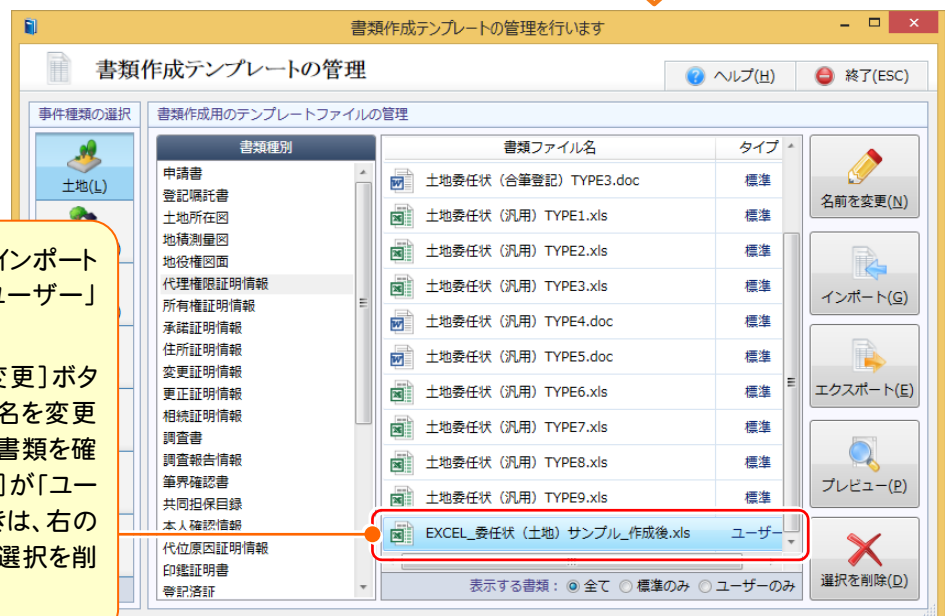 書類作成テンプレートの管理を行います
書類作成テンプレートの管理
ヘルプ(H)
終了(ESC)
事件種類の選択
書類作成用のテンプレートファイルの管理
土地(L)
書類種別
申請書
登記嘱託書
土地所在図
地積測量図
地役権図面
代理権限証明情報
所有権証明情報
承諾証明情報
住所証明情報
変更証明情報
更正証明情報
相続証明情報
調査書
調査報告情報
筆界確認書
共同担保目録
本人確認情報
代位原因証明情報
印鑑証明書
登記済証
書類ファイル名 タイプ
土地委任状（合筆登記）TYPE3.doc 標準
土地委任状（汎用）TYPE1.xls 標準
土地委任状（汎用）TYPE2.xls 標準
土地委任状（汎用）TYPE3.xls 標準
土地委任状（汎用）TYPE4.doc 標準
土地委任状（汎用）TYPE5.doc 標準
土地委任状（汎用）TYPE6.xls 標準
土地委任状（汎用）TYPE7.xls 標準
土地委任状（汎用）TYPE8.xls 標準
土地委任状（汎用）TYPE9.xls 標準
EXCEL_委任状（土地）サンプル_作成後.xls ユーザー
表示する書類： 全て 標準のみ ユーザーのみ
名前を変更(N)
インポート(G)
エクスポート(E)
プレビュー(P)
選択を削除(D)
インポート
ユーザー」
変更］ボタ
名を変更
書類を確
］が「ユー
きは、右の
選択を削